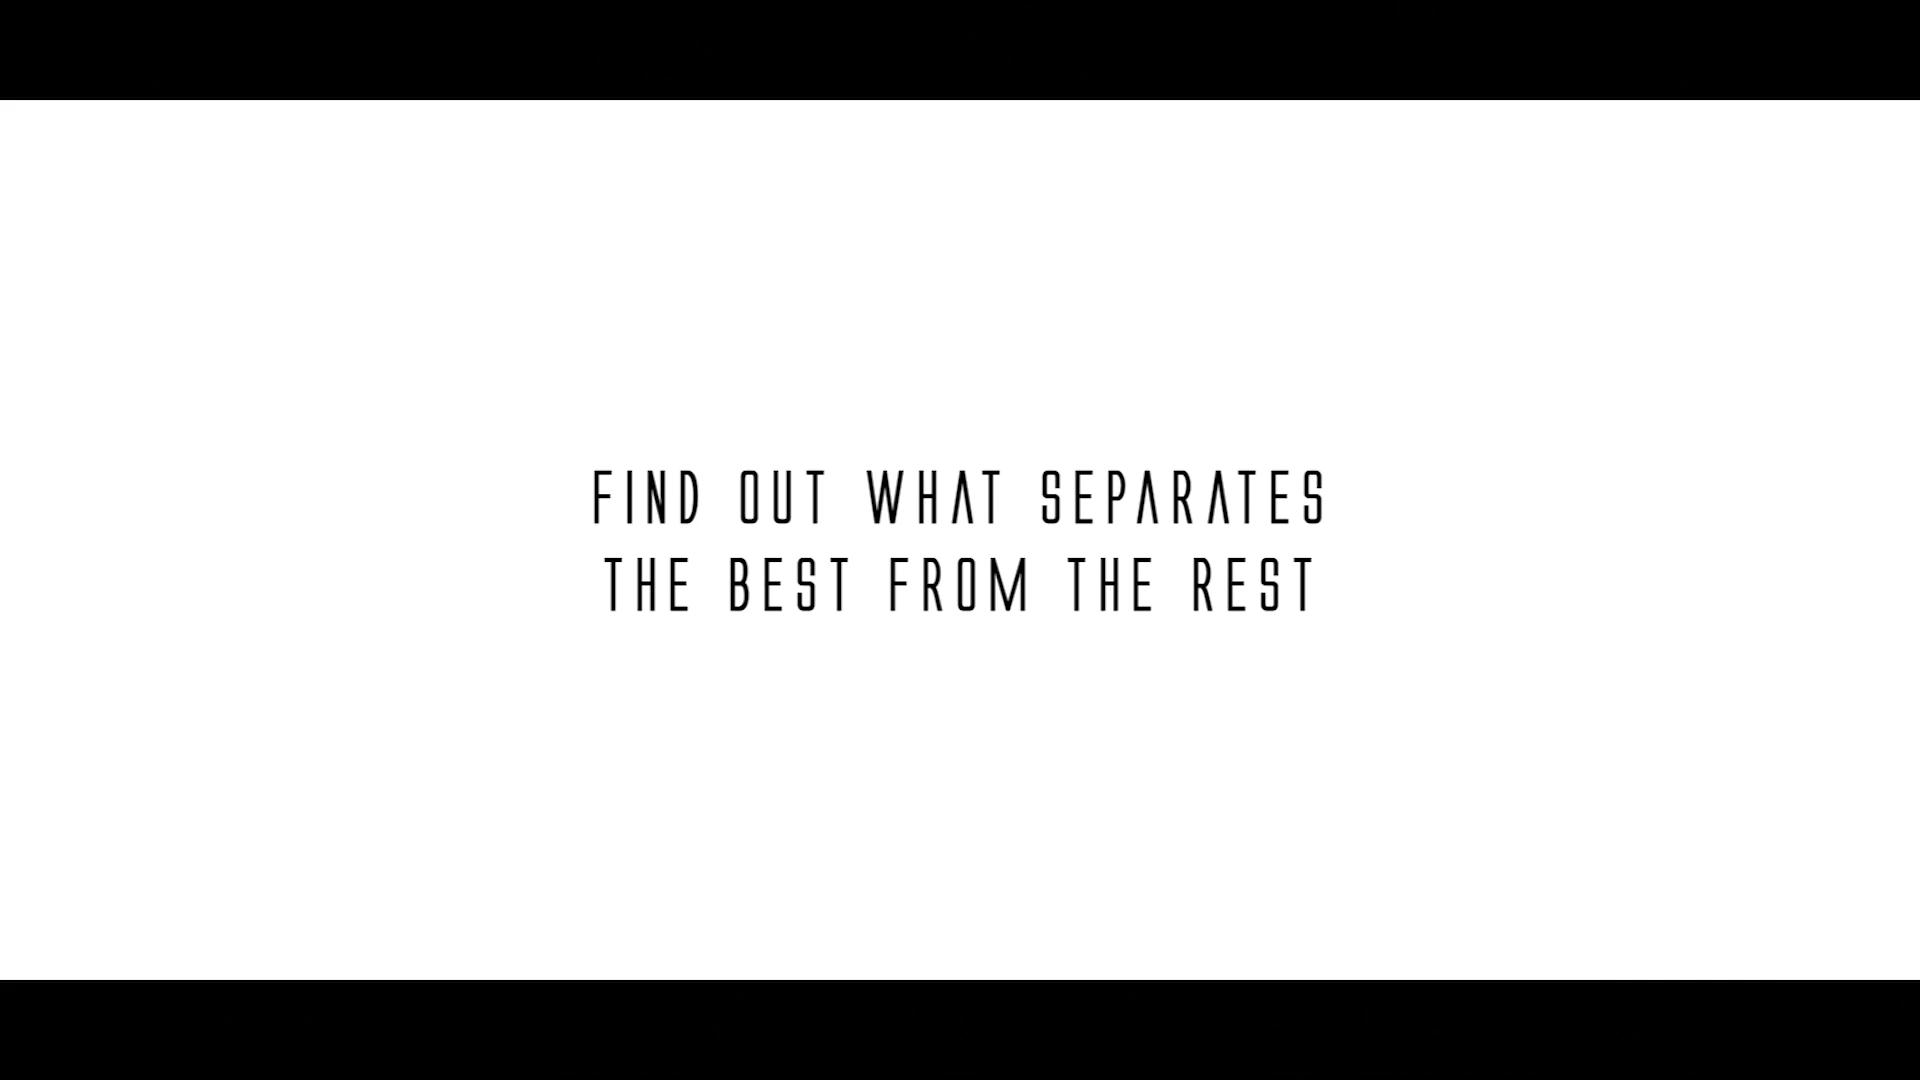 FIND OUT WHAT SEPARATES
THE BEST FROM THE REST